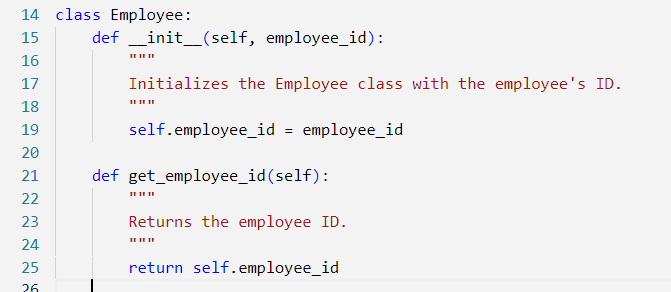 14 class Employee:
15     def __init__(self, employee_id):
16         """
17         Initializes the Employee class with the employee's ID.
18         """
19         self.employee_id = employee_id
20
21     def get_employee_id(self):
22         """
23         Returns the employee ID.
24         """
25         return self.employee_id
26